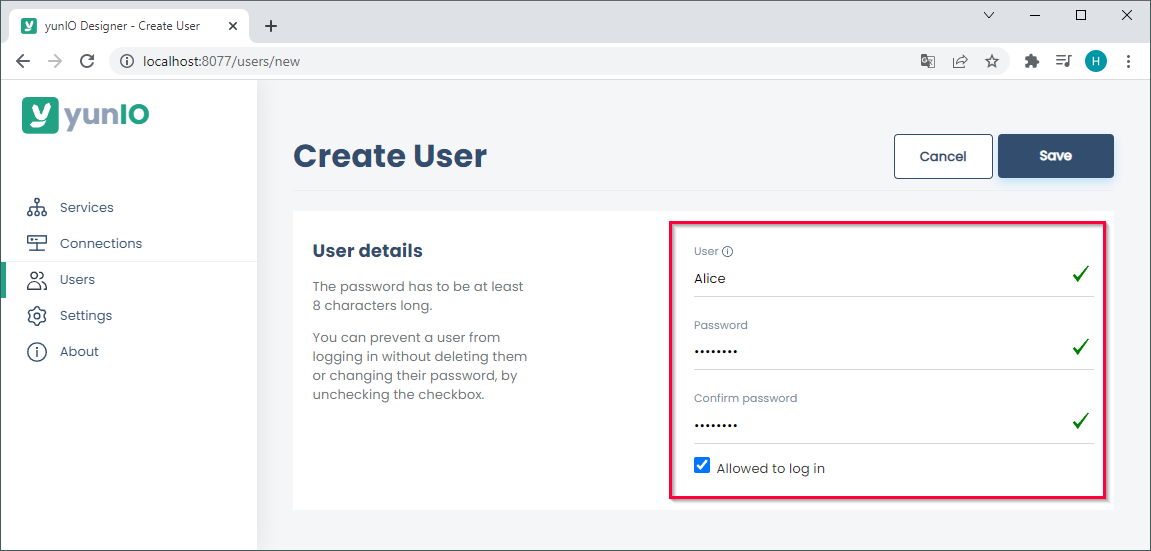 yunIO Designer - Create User
localhost:8077/users/new
H
yunIO
Create User
Cancel
Save
Services
Connections
Users
Settings
About
User details
The password has to be at least
8 characters long.
You can prevent a user from
logging in without deleting them
or changing their password, by
unchecking the checkbox.
User
Alice
Password
••••••••
Confirm password
••••••••
Allowed to log in